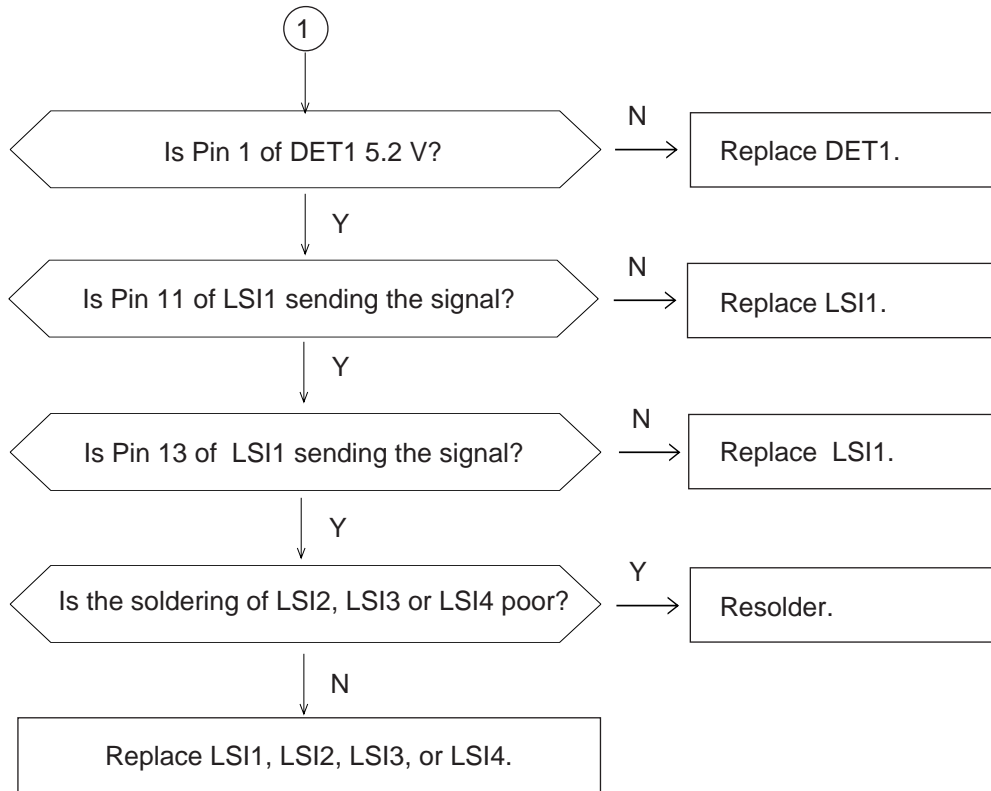 1
Is Pin 1 of DET1 5.2 V?
N
Replace DET1.
Y
Is Pin 11 of LSI1 sending the signal?
N
Replace LSI1.
Y
Is Pin 13 of LSI1 sending the signal?
N
Replace LSI1.
Y
Is the soldering of LSI2, LSI3 or LSI4 poor?
Y
Resolder.
N
Replace LSI1, LSI2, LSI3, or LSI4.